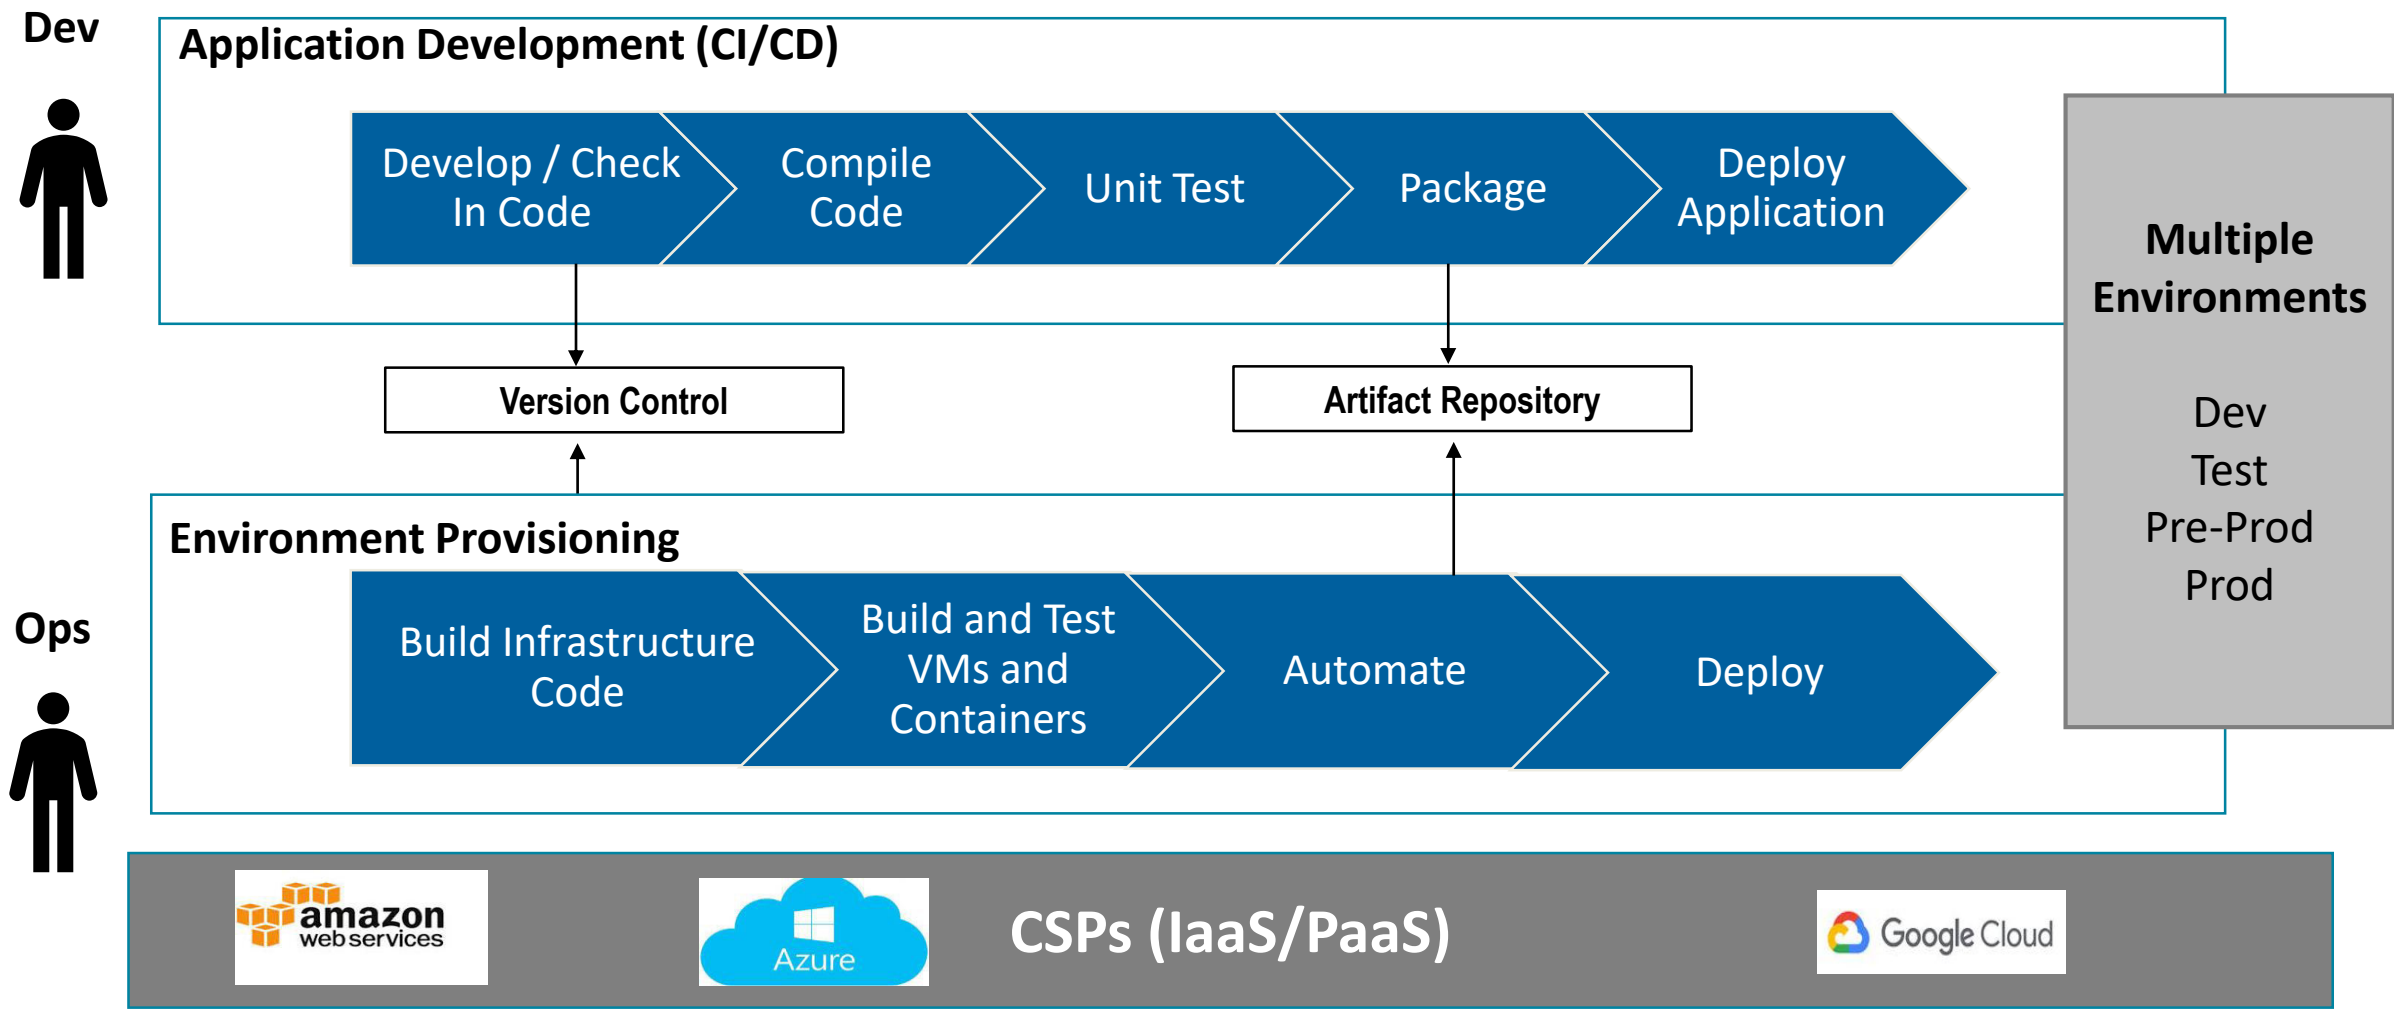 Dev
Application Development (CI/CD)
Develop / Check
In Code
Compile
Code
Unit Test
Package
Deploy
Application
Multiple
Environments
Dev
Test
Pre-Prod
Prod
Version Control
Artifact Repository
Environment Provisioning
Ops
Build Infrastructure
Code
Build and Test
VMs and
Containers
Automate
Deploy
amazon
web services
Azure
CSPs (IaaS/PaaS)
Google Cloud